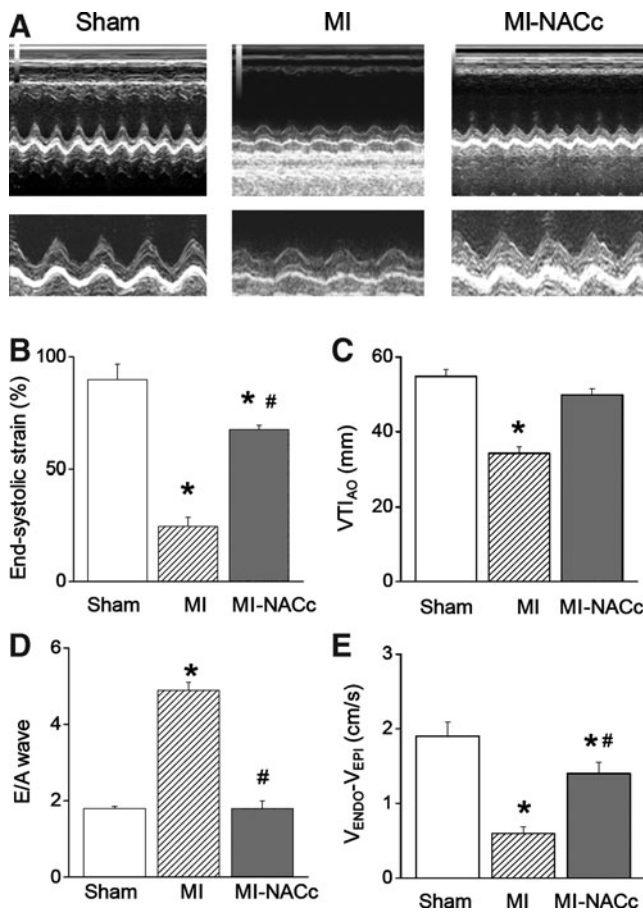 A Sham MI MI-NACc
B
End-systolic strain (%)
100
50
0
*
* #
Sham MI MI-NACc
C
VTI_AO (mm)
60
40
20
0
*
Sham MI MI-NACc
D
E/A wave
6
4
2
0
*
#
Sham MI MI-NACc
E
V_ENDO-V_EPI (cm/s)
3
2
1
0
*
*#
Sham MI MI-NACc